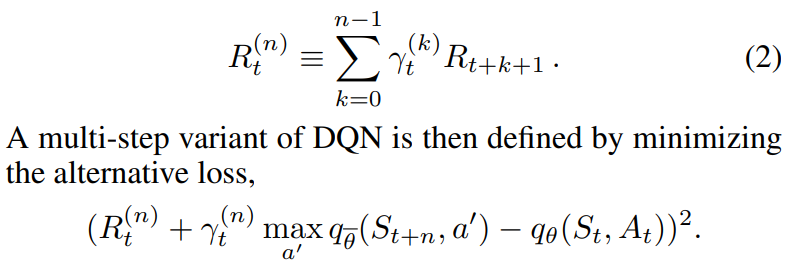 $$R_t^{(n)} \equiv \sum_{k=0}^{n-1} \gamma_t^{(k)} R_{t+k+1} . \quad (2)$$
A multi-step variant of DQN is then defined by minimizing
the alternative loss,
$$(R_t^{(n)} + \gamma_t^{(n)} \max_{a'} q_{\overline{\theta}}(S_{t+n}, a') - q_\theta(S_t, A_t))^2.$$